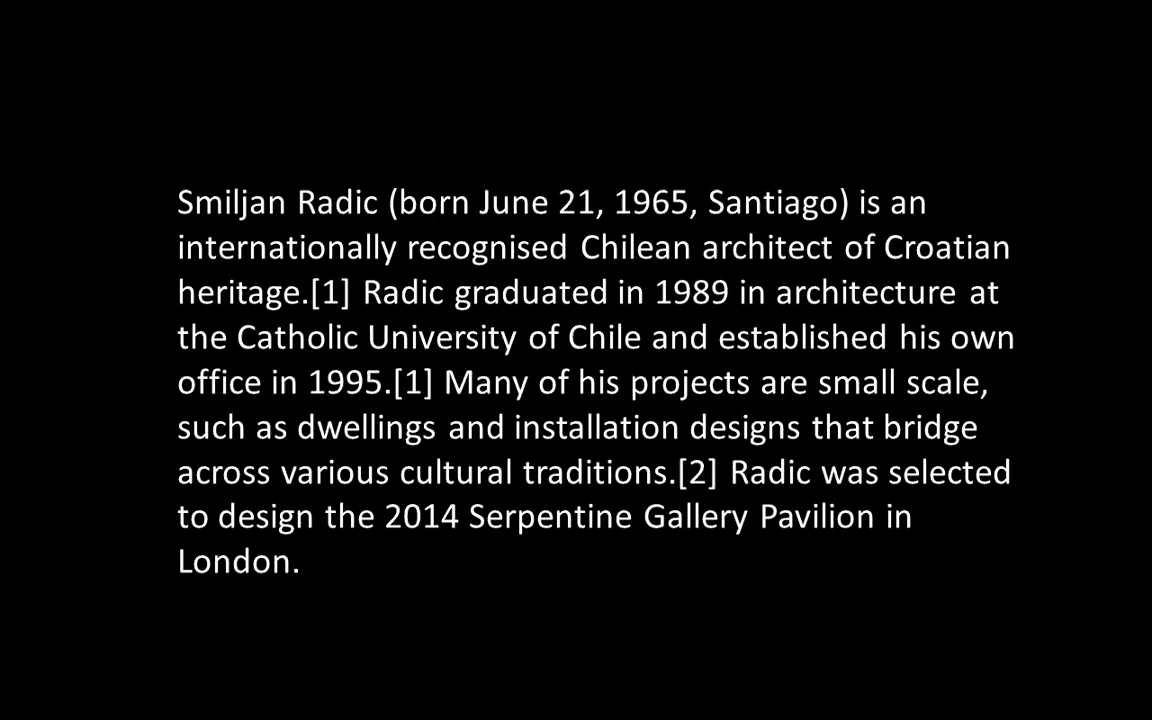 Smiljan Radic (born June 21, 1965, Santiago) is an
internationally recognised Chilean architect of Croatian
heritage.[1] Radic graduated in 1989 in architecture at
the Catholic University of Chile and established his own
office in 1995.[1] Many of his projects are small scale,
such as dwellings and installation designs that bridge
across various cultural traditions.[2] Radic was selected
to design the 2014 Serpentine Gallery Pavilion in
London.